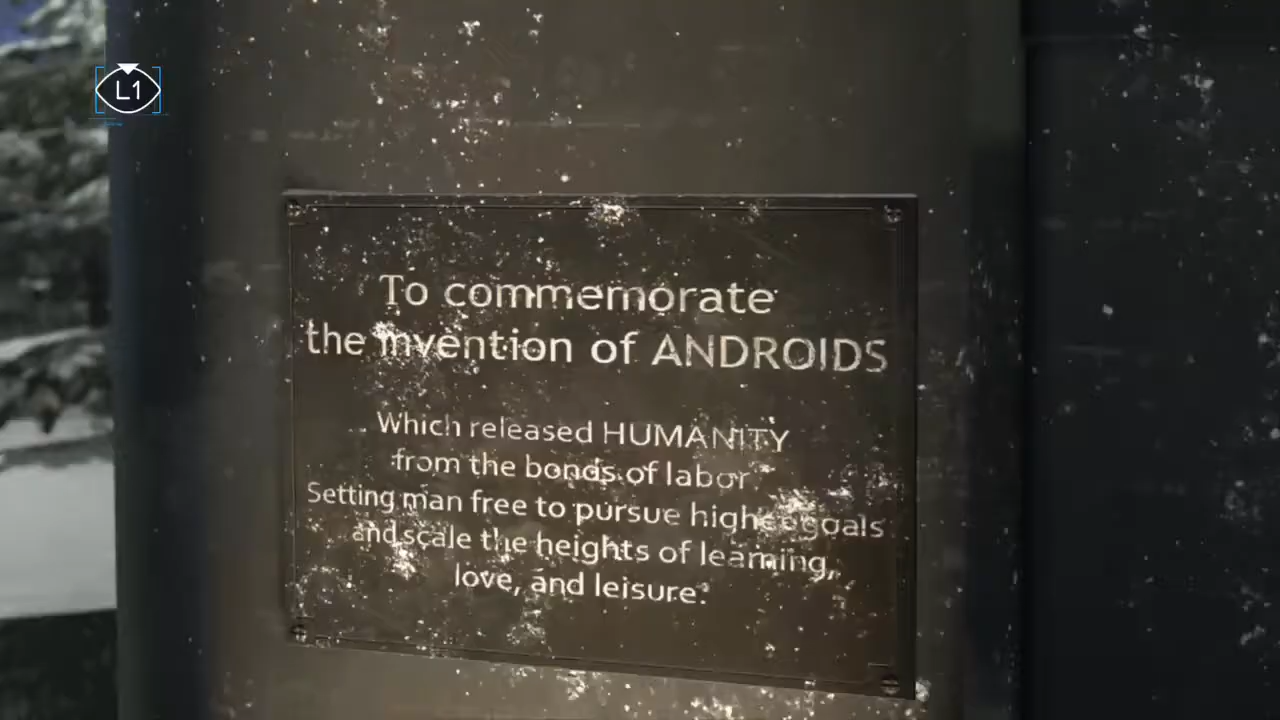 L1
To commemorate
the invention of ANDROIDS
Which released HUMANITY
from the bonds of labor
Setting man free to pursue higher goals
and scale the heights of learning,
love, and leisure.